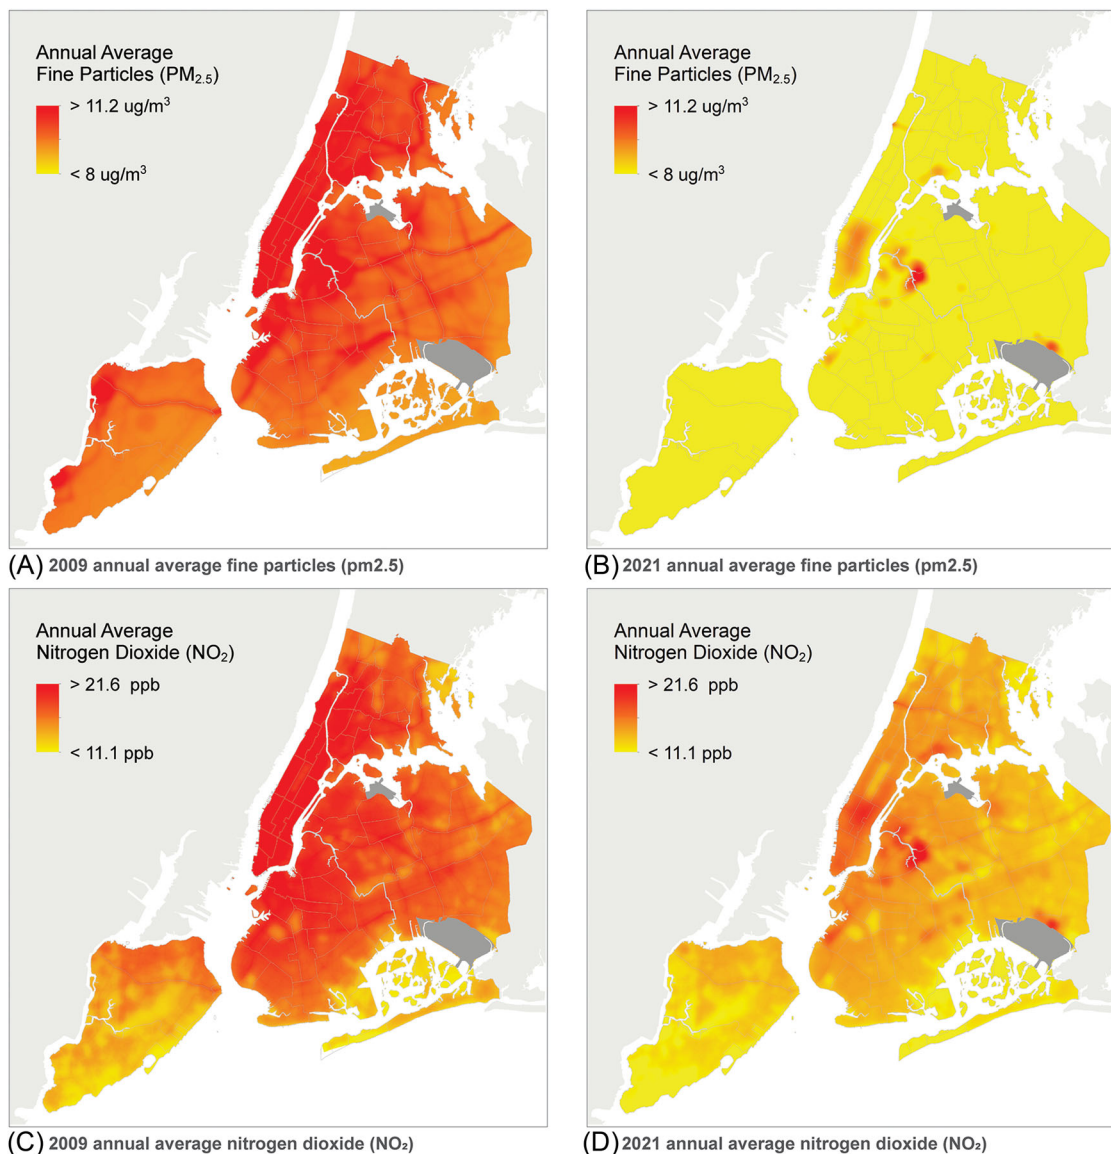 Annual Average
Fine Particles (PM2.5)
> 11.2 ug/m³
< 8 ug/m³
(A) 2009 annual average fine particles (pm2.5)
Annual Average
Fine Particles (PM2.5)
> 11.2 ug/m³
< 8 ug/m³
(B) 2021 annual average fine particles (pm2.5)
Annual Average
Nitrogen Dioxide (NO₂)
> 21.6 ppb
< 11.1 ppb
(C) 2009 annual average nitrogen dioxide (NO₂)
Annual Average
Nitrogen Dioxide (NO₂)
> 21.6 ppb
< 11.1 ppb
(D) 2021 annual average nitrogen dioxide (NO₂)